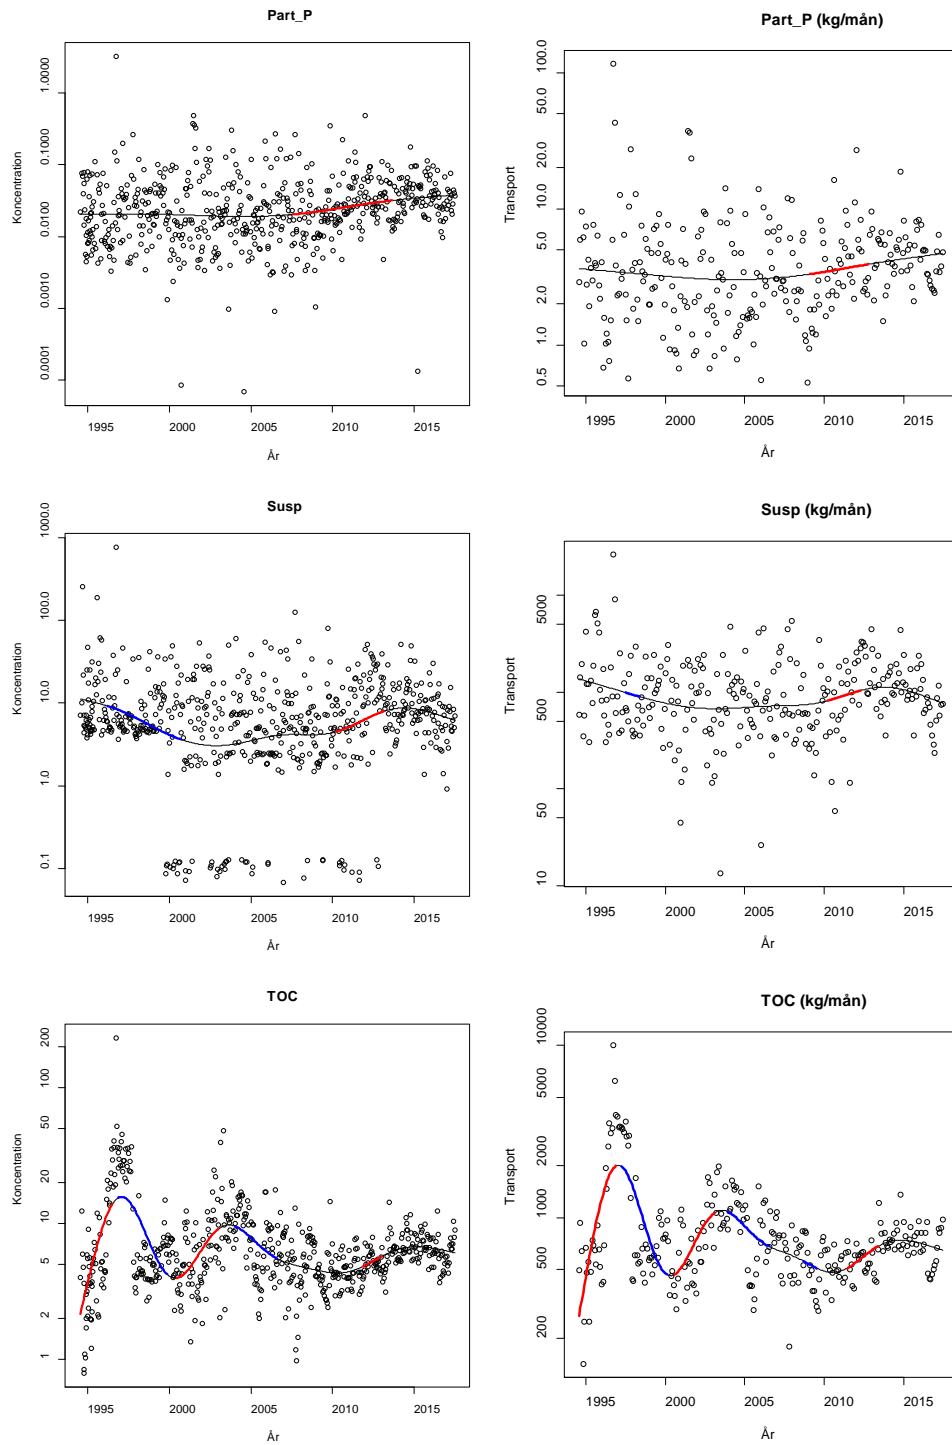 Part_P
Koncentration
1.0000
0.1000
0.0100
0.0010
0.0001
1995 2000 2005 2010 2015
År
Part_P (kg/mån)
Transport
100.0
50.0
20.0
10.0
5.0
2.0
1.0
0.5
1995 2000 2005 2010 2015
År
Susp
Koncentration
1000.0
100.0
10.0
1.0
0.1
1995 2000 2005 2010 2015
År
Susp (kg/mån)
Transport
5000
500
50
10
1995 2000 2005 2010 2015
År
TOC
Koncentration
200
50
20
10
5
2
1
1995 2000 2005 2010 2015
År
TOC (kg/mån)
Transport
10000
5000
2000
1000
500
200
1995 2000 2005 2010 2015
År